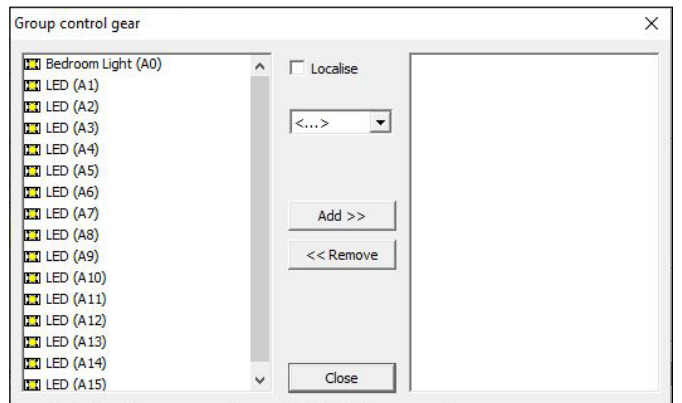 Group control gear
Bedroom Light (A0)
LED (A1)
LED (A2)
LED (A3)
LED (A4)
LED (A5)
LED (A6)
LED (A7)
LED (A8)
LED (A9)
LED (A10)
LED (A11)
LED (A12)
LED (A13)
LED (A14)
LED (A15)
Localise
<...>
Add >>
<< Remove
Close